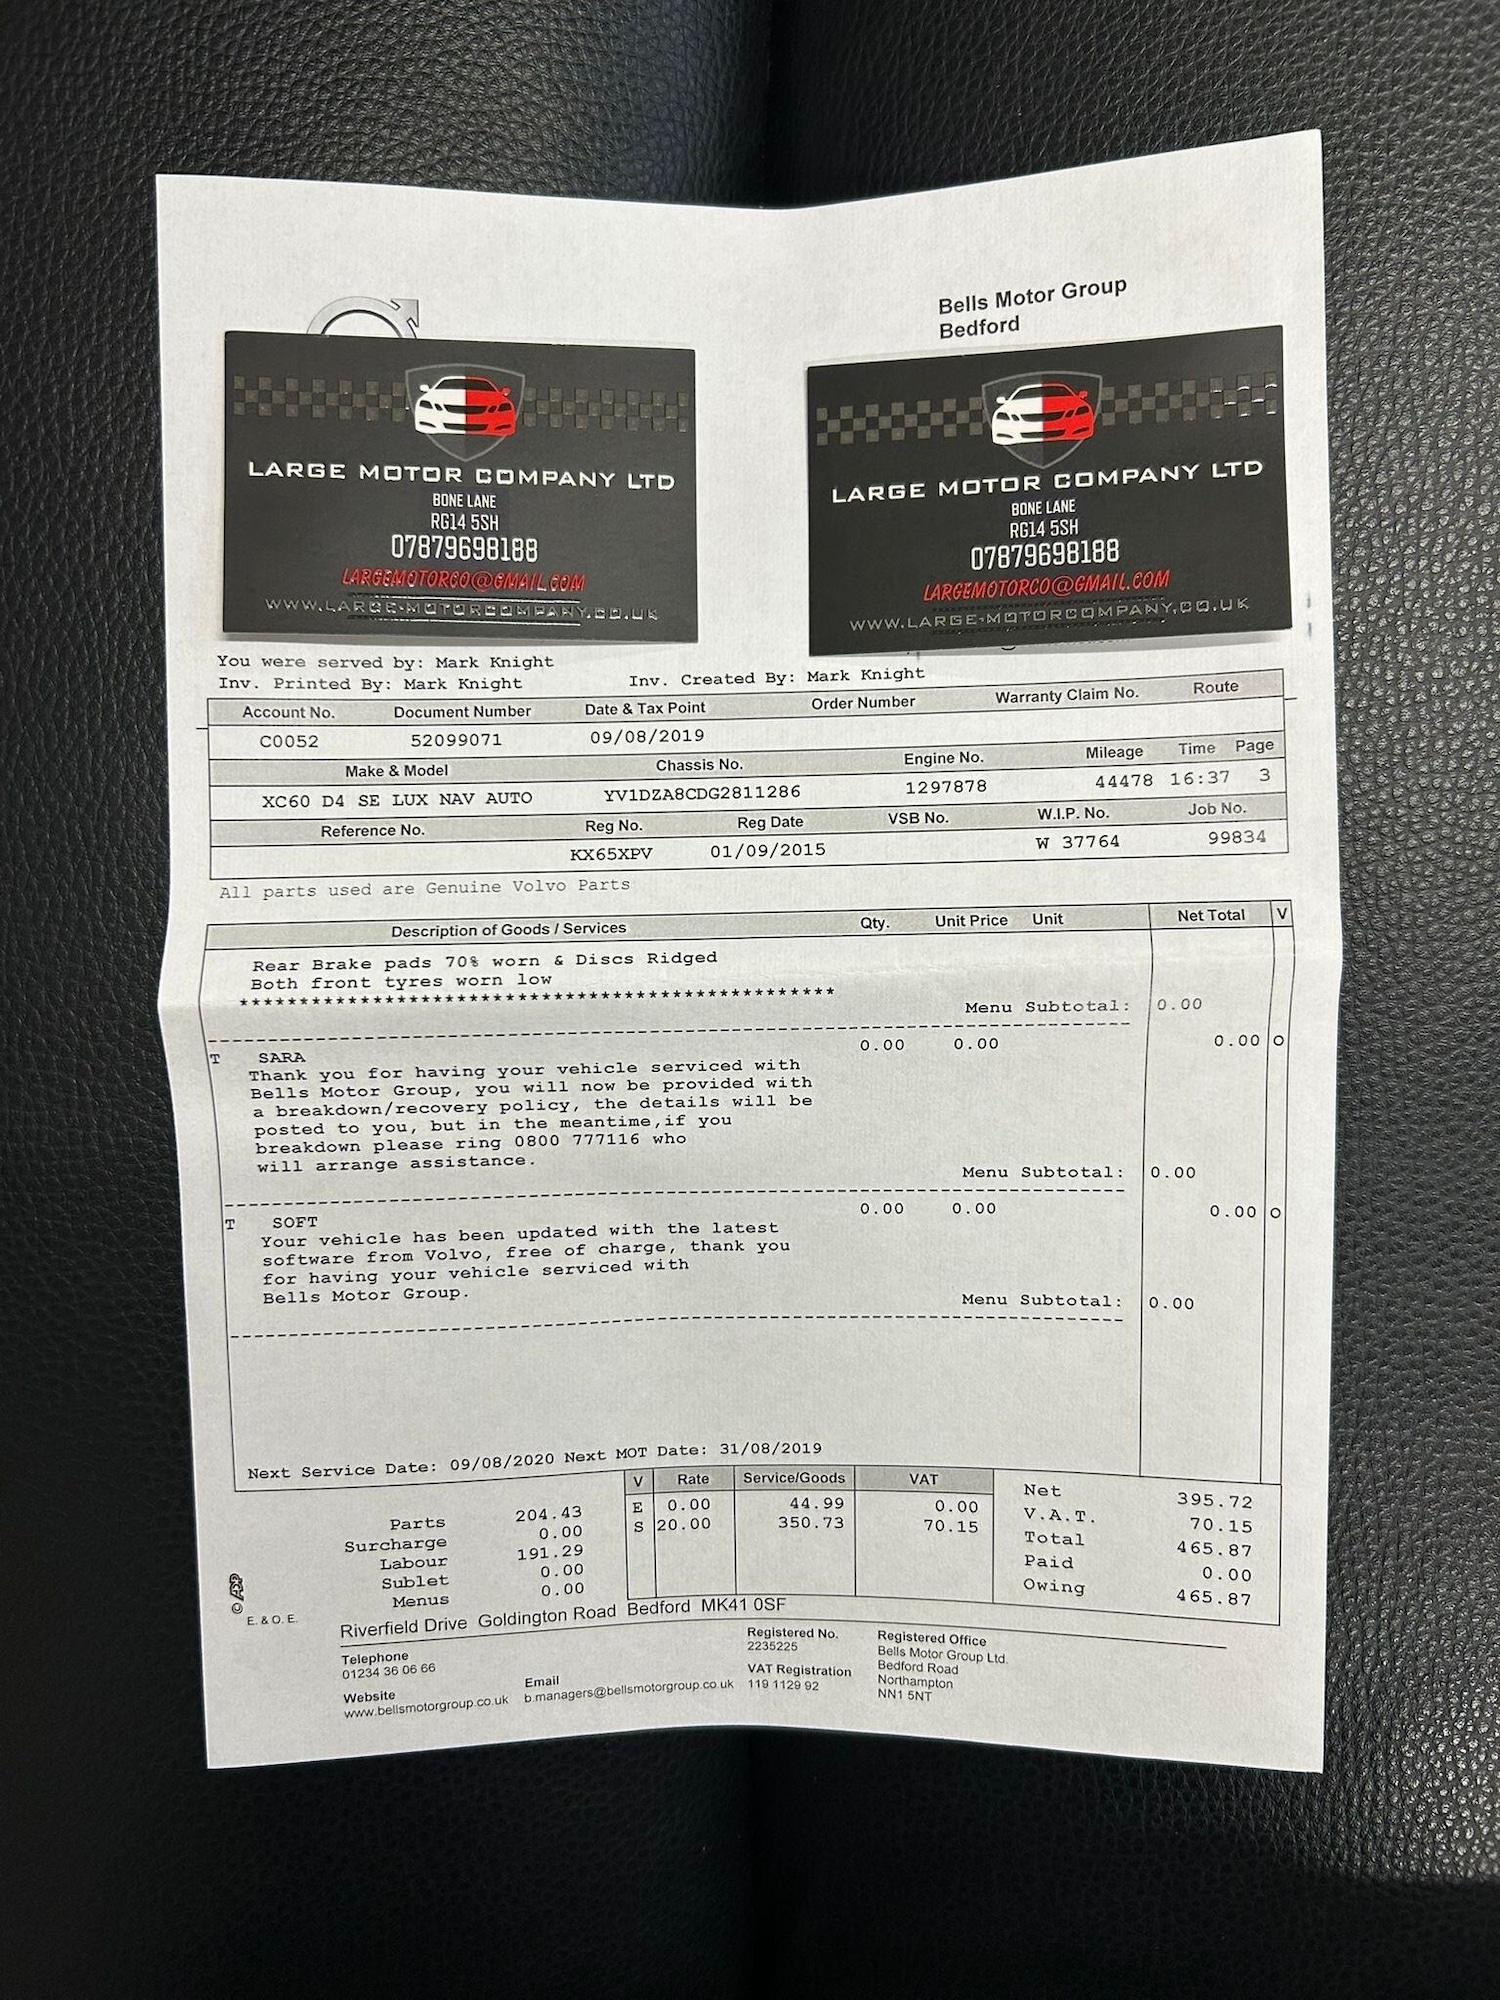 Bells Motor Group
Bedford
LARGE MOTOR COMPANY LTD
BONE LANE
RG14 5SH
07879698188
LARGEMOTORCO@GMAIL.COM
WWW.LARGE-MOTORCOMPANY.CO.UK
LARGE MOTOR COMPANY LTD
BONE LANE
RG14 5SH
07879698188
LARGEMOTORCO@GMAIL.COM
WWW.LARGE-MOTORCOMPANY.CO.UK
You were served by: Mark Knight
Inv. Printed By: Mark Knight Inv. Created By: Mark Knight
Account No. Document Number Date & Tax Point Order Number Warranty Claim No. Route
C0052 52099071 09/08/2019
Make & Model Chassis No. Engine No. Mileage Time Page
XC60 D4 SE LUX NAV AUTO YV1DZA8CDG2811286 1297878 44478 16:37 3
Reference No. Reg No. Reg Date VSB No. W.I.P. No. Job No.
KX65XPV 01/09/2015 W 37764 99834
All parts used are Genuine Volvo Parts
Description of Goods / Services Qty. Unit Price Unit Net Total V
Rear Brake pads 70% worn & Discs Ridged
Both front tyres worn low
**************************************************
Menu Subtotal: 0.00
T SARA 0.00 0.00 0.00 O
Thank you for having your vehicle serviced with
Bells Motor Group, you will now be provided with
a breakdown/recovery policy, the details will be
posted to you, but in the meantime,if you
breakdown please ring 0800 777116 who
will arrange assistance.
Menu Subtotal: 0.00
T SOFT 0.00 0.00 0.00 O
Your vehicle has been updated with the latest
software from Volvo, free of charge, thank you
for having your vehicle serviced with
Bells Motor Group.
Menu Subtotal: 0.00
Next Service Date: 09/08/2020 Next MOT Date: 31/08/2019
V Rate Service/Goods VAT
E 0.00 44.99 0.00
S 20.00 350.73 70.15
Parts 204.43
Surcharge 0.00
Labour 191.29
Sublet 0.00
Menus 0.00
Net 395.72
V.A.T. 70.15
Total 465.87
Paid 0.00
Owing 465.87
© ADP
E. & O. E.
Riverfield Drive Goldington Road Bedford MK41 0SF
Telephone
01234 36 06 66
Website
www.bellsmotorgroup.co.uk
Email
b.managers@bellsmotorgroup.co.uk
Registered No.
2235225
VAT Registration
119 1129 92
Registered Office
Bells Motor Group Ltd.
Bedford Road
Northampton
NN1 5NT